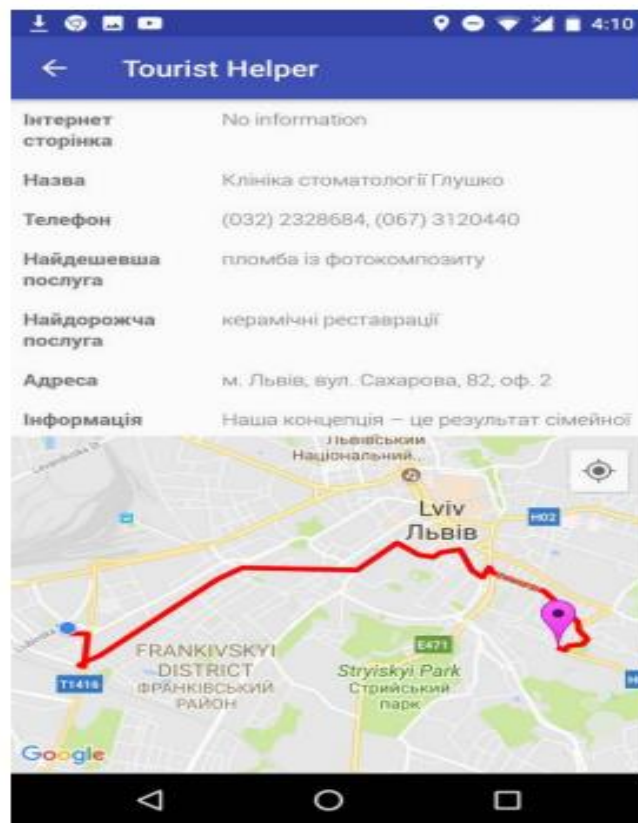 4:10
Tourist Helper
Інтернет
сторінка
No information
Назва
Клініка стоматології Глушко
Телефон
(032) 2328684, (067) 3120440
Найдешевша
послуга
пломба із фотокомпозиту
Найдорожча
послуга
керамічні реставрації
Адреса
м. Львів, вул. Сахарова, 82, оф. 2
Інформація
Наша концепція – це результат сімейної
Львівський
Національний...
Lviv
Львів
H02
E471
FRANKIVSKYI
DISTRICT
ФРАНКІВСЬКИЙ
РАЙОН
Stryiskyi Park
Стрийський
парк
T1416
H
Google